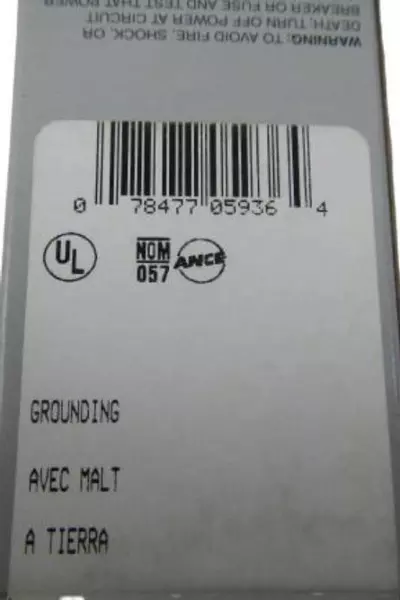 WARNING: TO AVOID FIRE, SHOCK, OR
DEATH, TURN OFF POWER AT CIRCUIT
BREAKER OR FUSE AND TEST THAT POWER
0 78477 05936 4
UL NOM ANCE
057
GROUNDING
AVEC MALT
A TIERRA